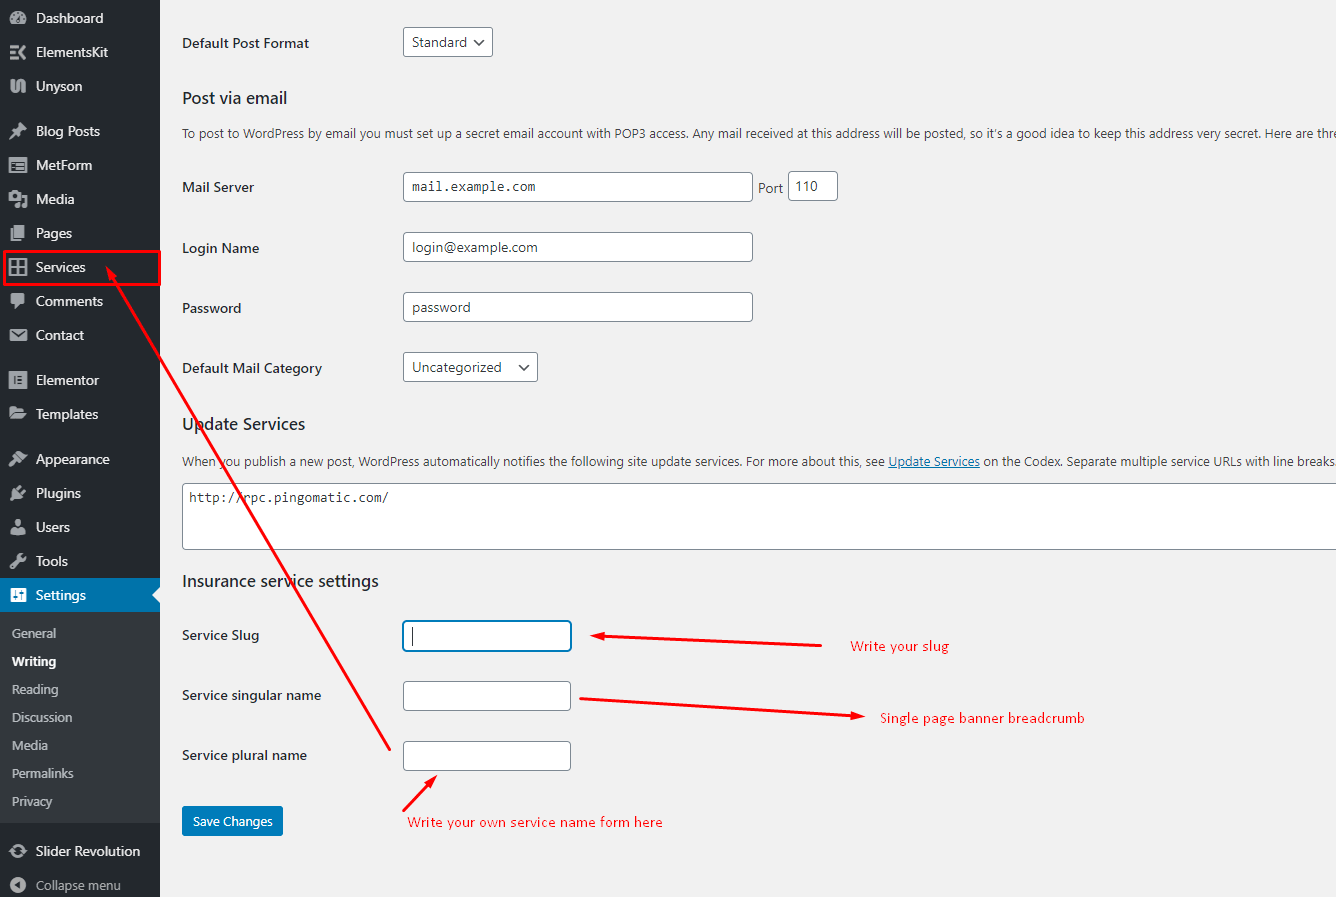 Dashboard
ElementsKit
Unyson
Blog Posts
MetForm
Media
Pages
Services
Comments
Contact
Elementor
Templates
Appearance
Plugins
Users
Tools
Settings
General
Writing
Reading
Discussion
Media
Permalinks
Privacy
Slider Revolution
Collapse menu
Default Post Format Standard
Post via email
To post to WordPress by email you must set up a secret email account with POP3 access. Any mail received at this address will be posted, so it's a good idea to keep this address very secret. Here are thre
Mail Server mail.example.com Port 110
Login Name login@example.com
Password password
Default Mail Category Uncategorized
Update Services
When you publish a new post, WordPress automatically notifies the following site update services. For more about this, see Update Services on the Codex. Separate multiple service URLs with line breaks.
http://rpc.pingomatic.com/
Insurance service settings
Service Slug Write your slug
Service singular name
Single page banner breadcrumb
Service plural name
Save Changes
Write your own service name form here